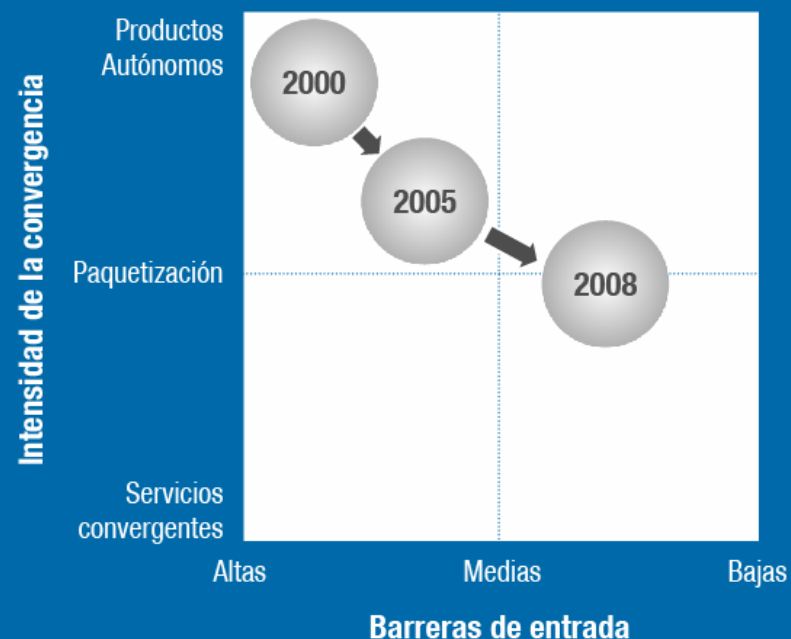 Productos
Autónomos
2000
2005
Paquetización
2008
Servicios
convergentes
Intensidad de la convergencia
Altas
Medias
Bajas
Barreras de entrada